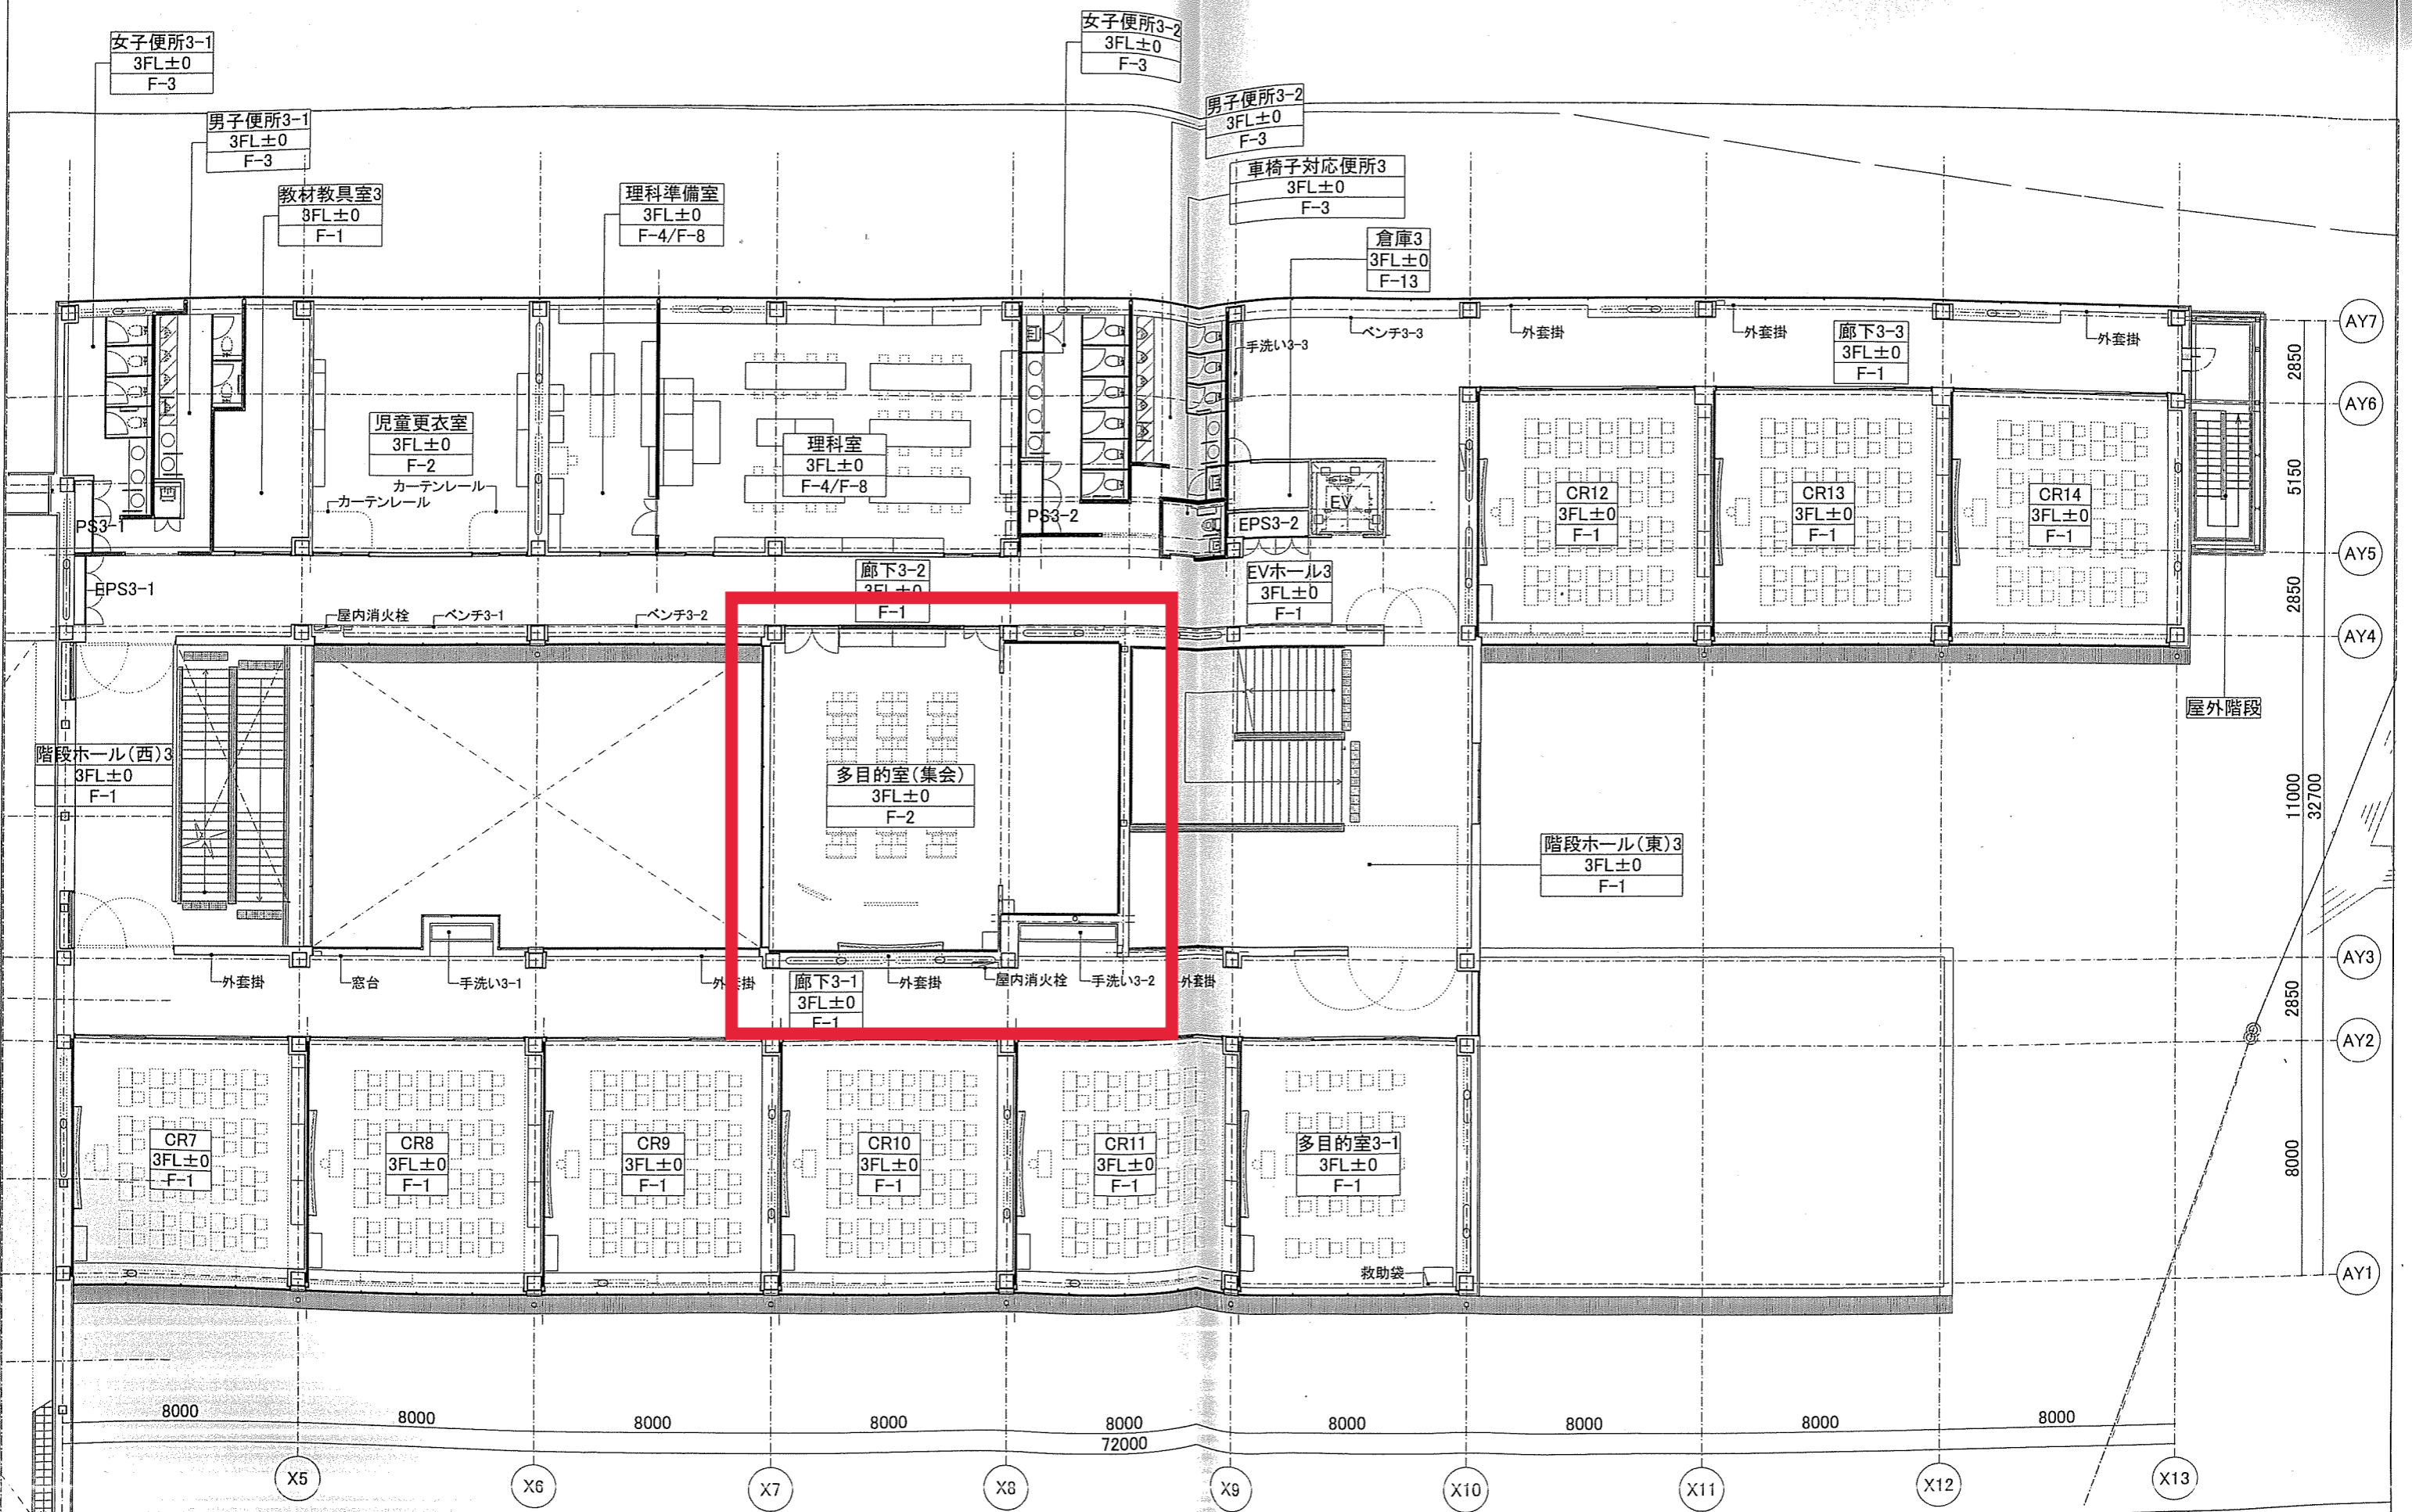 女子便所3-1
3FL±0
F-3
男子便所3-1
3FL±0
F-3
教材教具室3
3FL±0
F-1
理科準備室
3FL±0
F-4/F-8
女子便所3-2
3FL±0
F-3
男子便所3-2
3FL±0
F-3
車椅子対応便所3
3FL±0
F-3
倉庫3
3FL±0
F-13
手洗い3-3
ベンチ3-3
外套掛
外套掛
廊下3-3
3FL±0
F-1
外套掛
AY7
2850
AY6
児童更衣室
3FL±0
F-2
カーテンレール
カーテンレール
理科室
3FL±0
F-4/F-8
PS3-1
PS3-2
EPS3-2
EV
CR12
3FL±0
F-1
CR13
3FL±0
F-1
CR14
3FL±0
F-1
5150
AY5
EPS3-1
屋内消火栓
ベンチ3-1
ベンチ3-2
廊下3-2
3FL±0
F-1
EVホール3
3FL±0
F-1
2850
AY4
屋外階段
階段ホール(西)3
3FL±0
F-1
多目的室(集会)
3FL±0
F-2
階段ホール(東)3
3FL±0
F-1
11000
32700
外套掛
窓台
手洗い3-1
外套掛
廊下3-1
3FL±0
F-1
外套掛
屋内消火栓
手洗い3-2
外套掛
AY3
2850
AY2
CR7
3FL±0
F-1
CR8
3FL±0
F-1
CR9
3FL±0
F-1
CR10
3FL±0
F-1
CR11
3FL±0
F-1
多目的室3-1
3FL±0
F-1
救助袋
8000
AY1
8000
8000
8000
8000
8000
8000
8000
8000
8000
72000
X5
X6
X7
X8
X9
X10
X11
X12
X13